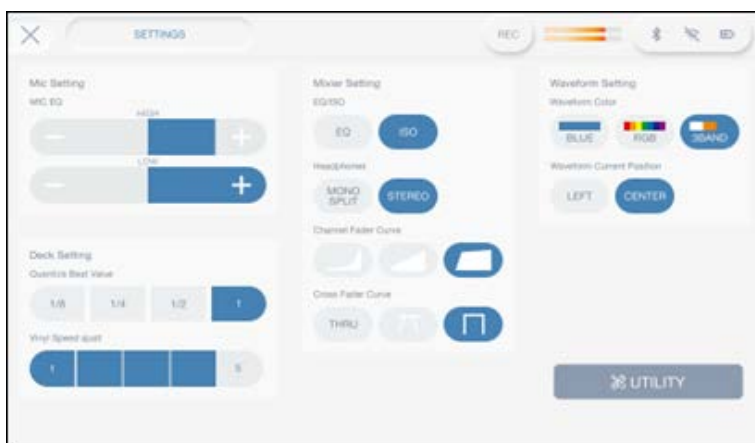 SETTINGS
REC
Mic Setting
MIC EQ
HIGH
LOW
Deck Setting
Quantize Beat Value
1/8
1/4
1/2
1
Vinyl Speed
1
5
Mixier Setting
EQ/ISO
EQ
ISO
Headphones
MONO
SPLIT
STEREO
Channel Fader Curve
Cross Fader Curve
THRU
Waveform Setting
Waveform Color
BLUE
RGB
3BAND
Waveform Current Position
LEFT
CENTER
UTILITY